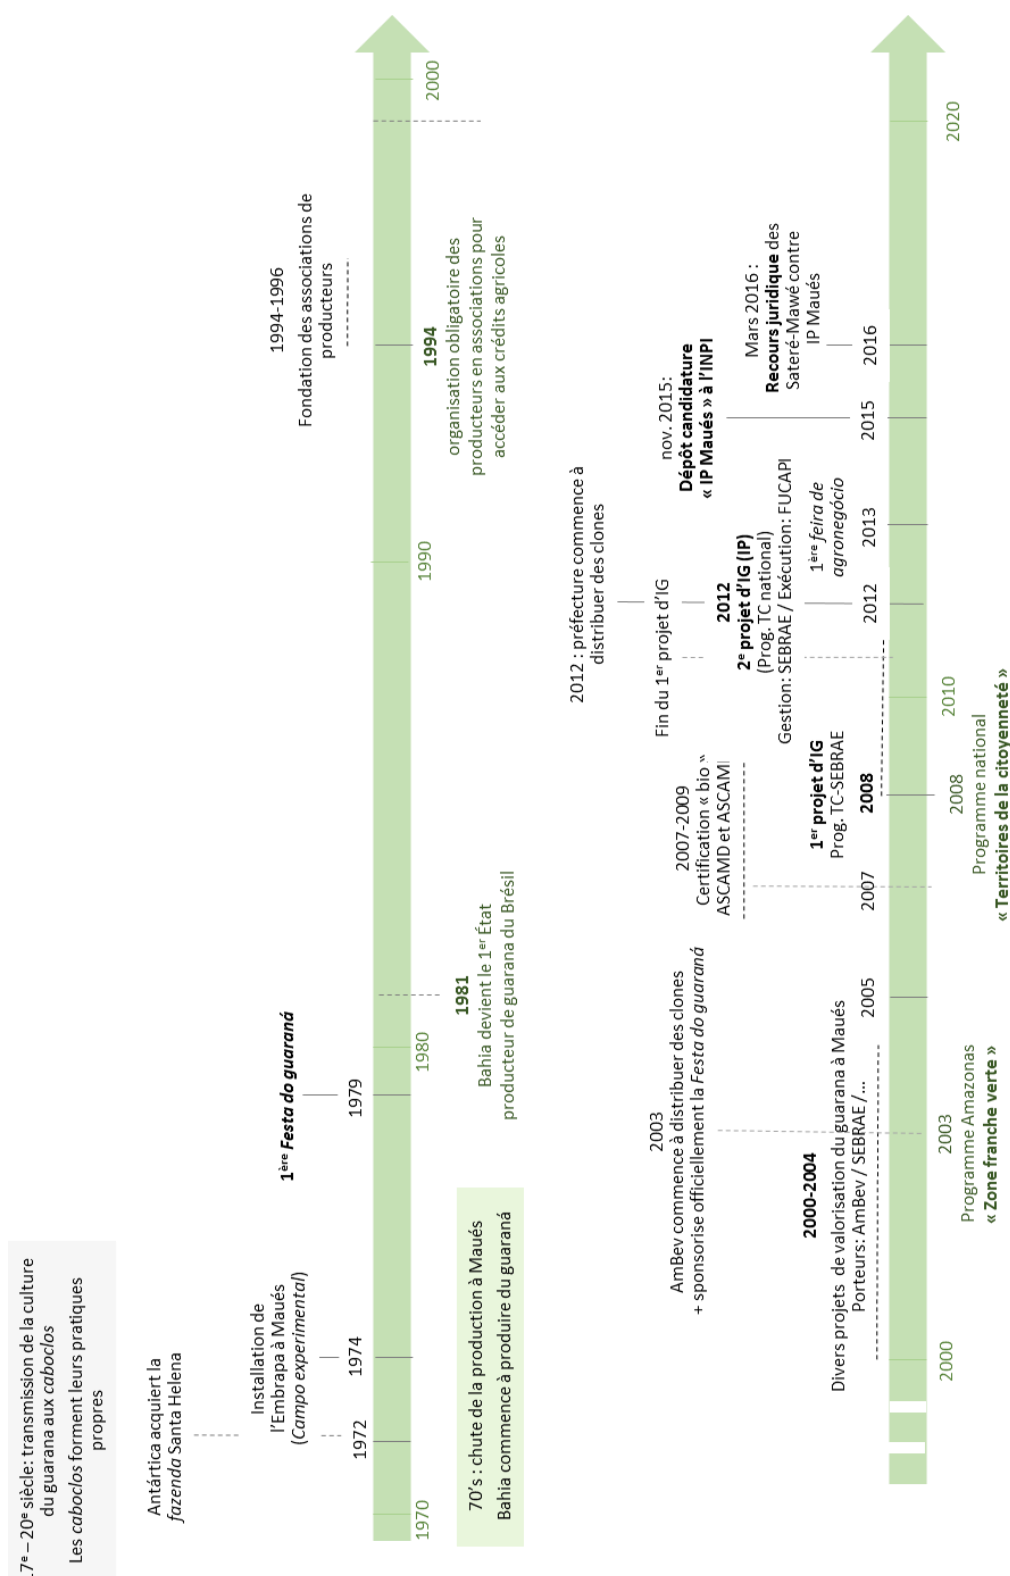 17ᵉ – 20ᵉ siècle: transmission de la culture
du guarana aux caboclos
Les caboclos forment leurs pratiques
propres
Antártica acquiert la
fazenda Santa Helena
Installation de
l'Embrapa à Maués
(Campo experimental)
1ère Festa do guaraná
1994-1996
Fondation des associations de
producteurs
1972
1974
1979
1970
1980
1990
2000
70's : chute de la production à Maués
Bahia commence à produire du guaraná
1981
Bahia devient le 1er État
producteur de guarana du Brésil
1994
organisation obligatoire des
producteurs en associations pour
accéder aux crédits agricoles
2003
AmBev commence à distribuer des clones
+ sponsorise officiellement la Festa do guaraná
2000-2004
Divers projets de valorisation du guarana à Maués
Porteurs: AmBev / SEBRAE /...
2007-2009
Certification « bio »
ASCAMD et ASCAM
1er projet d'IG
Prog. TC-SEBRAE
2012 : préfecture commence à
distribuer des clones
Fin du 1er projet d'IG
2012
2e projet d'IG (IP)
(Prog. TC national)
Gestion: SEBRAE / Exécution: FUCAPI
1ère feira de
agronegócio
nov. 2015:
Dépôt candidature
« IP Maués » à l'INPI
Mars 2016 :
Recours juridique des
Sateré-Mawé contre
IP Maués
2005
2007
2008
2012
2013
2015
2016
2000
2003
Programme Amazonas
« Zone franche verte »
2008
Programme national
« Territoires de la citoyenneté »
2010
2020